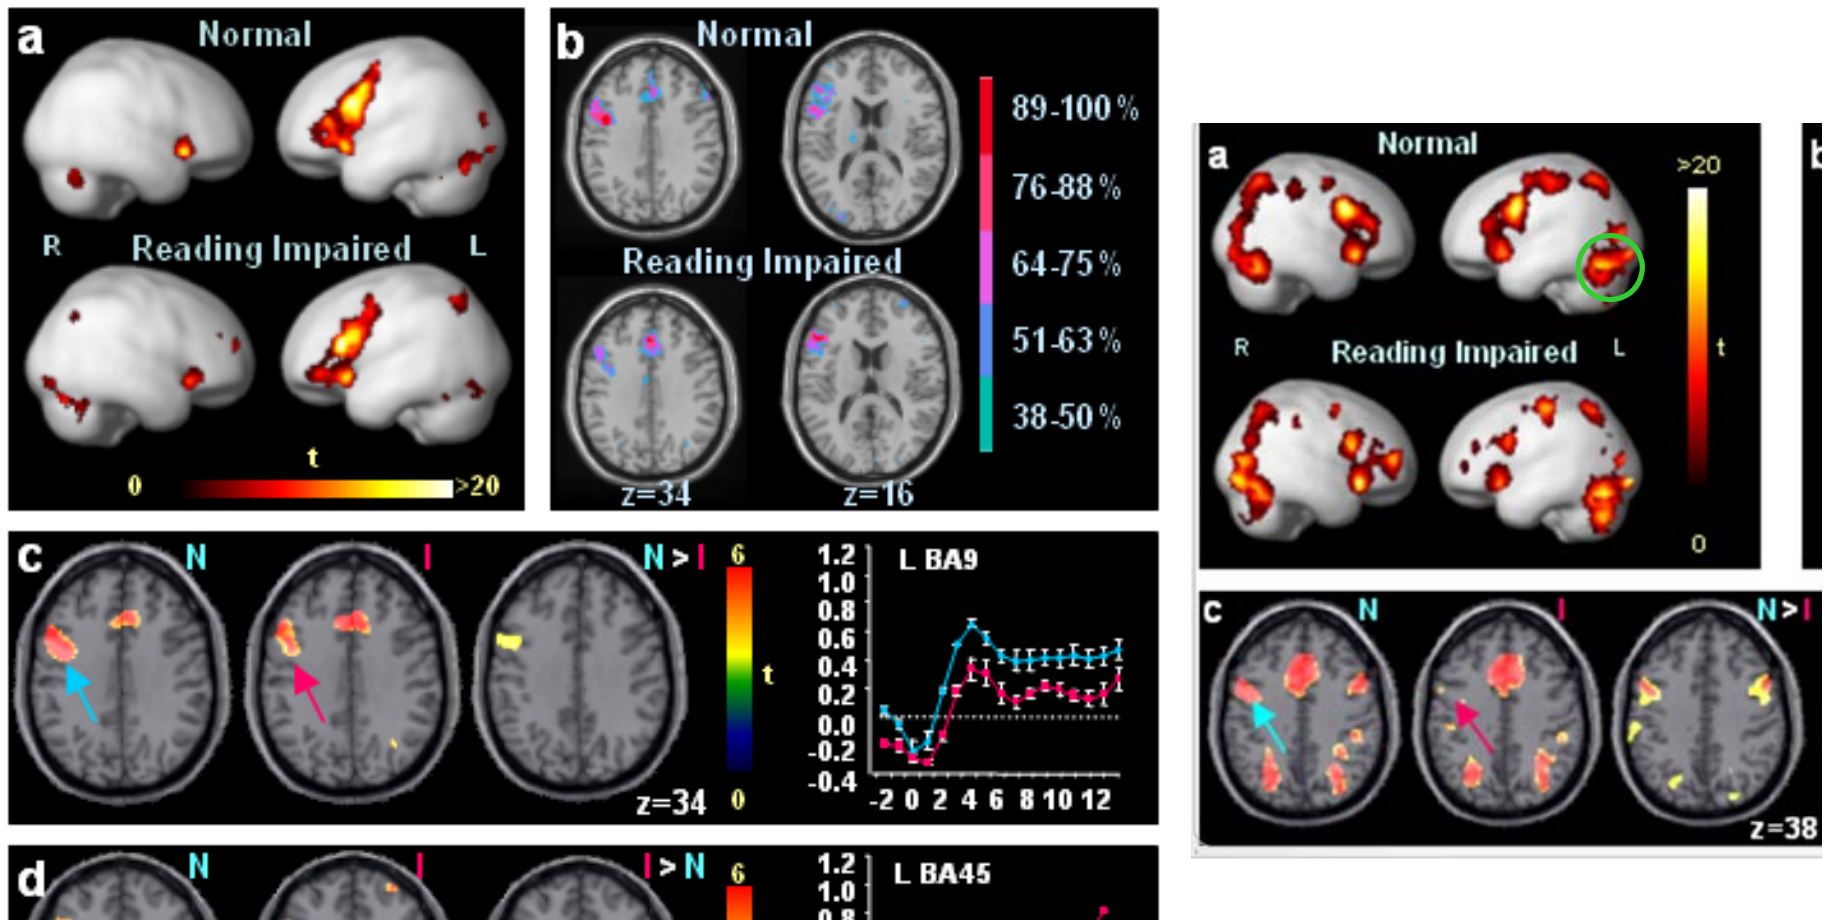 a
Normal
R
Reading Impaired
L
t
0
>20
b
Normal
89-100 %
76-88 %
64-75 %
51-63 %
38-50 %
Reading Impaired
z=34
z=16
c
N
I
N > I
6
t
0
z=34
L BA9
1.2
1.0
0.8
0.6
0.4
0.2
0.0
-0.2
-0.4
-2 0 2 4 6 8 10 12
d
N
I
I > N
6
L BA45
1.2
1.0
0.8
a
Normal
>20
R
Reading Impaired
L
t
0
b
c
N
I
N > I
z=38